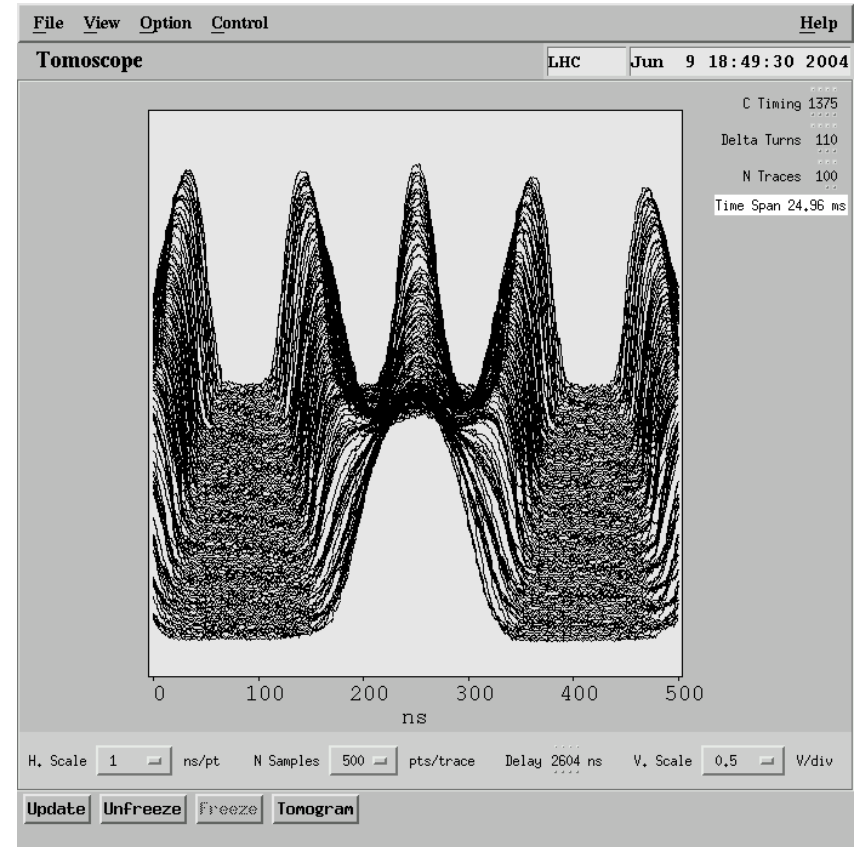 File View Option Control Help
Tomoscope LHC Jun 9 18:49:30 2004
C Timing 1375
Delta Turns 110
N Traces 100
Time Span 24.96 ms
0 100 200 300 400 500
ns
H. Scale 1 ns/pt N Samples 500 pts/trace Delay 2604 ns V. Scale 0.5 V/div
Update Unfreeze Freeze Tomogram